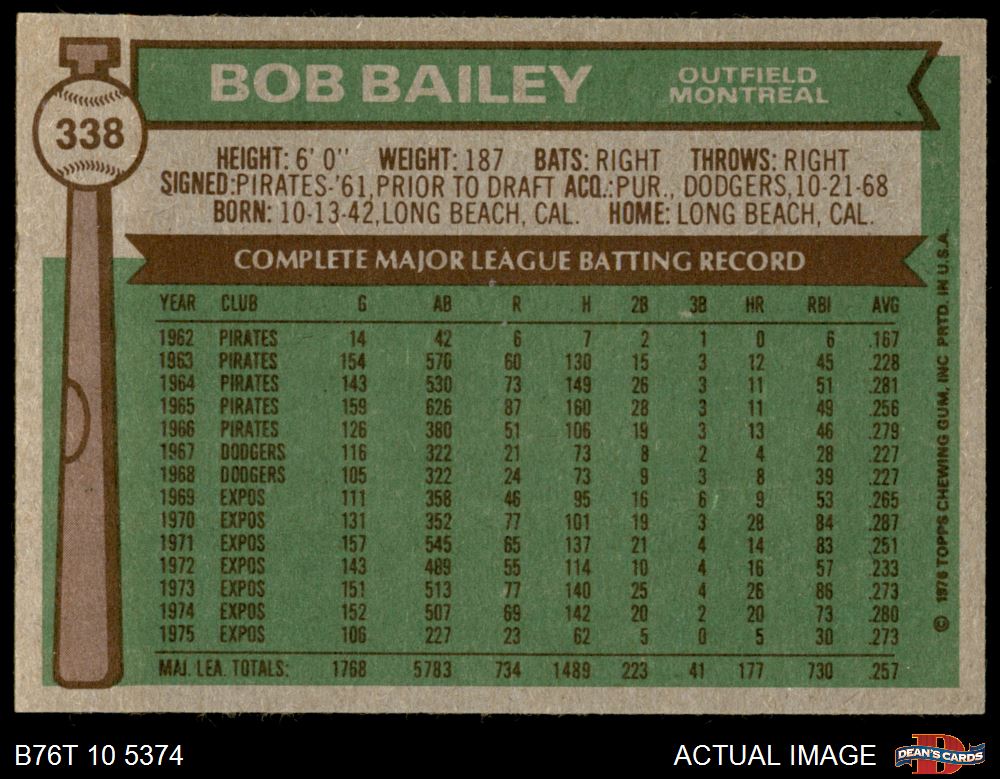 BOB BAILEY OUTFIELD
MONTREAL
338
HEIGHT: 6' 0" WEIGHT: 187 BATS: RIGHT THROWS: RIGHT
SIGNED:PIRATES-'61,PRIOR TO DRAFT ACQ.:PUR., DODGERS,10-21-68
BORN: 10-13-42,LONG BEACH, CAL. HOME: LONG BEACH, CAL.
COMPLETE MAJOR LEAGUE BATTING RECORD
YEAR CLUB G AB R H 2B 3B HR RBI AVG
1962 PIRATES 14 42 6 7 2 1 0 6 .167
1963 PIRATES 154 570 60 130 15 3 12 45 .228
1964 PIRATES 143 530 73 149 26 3 11 51 .281
1965 PIRATES 159 626 87 160 28 3 11 49 .256
1966 PIRATES 126 380 51 106 19 3 13 46 .279
1967 DODGERS 116 322 21 73 8 2 4 28 .227
1968 DODGERS 105 322 24 73 9 3 8 39 .227
1969 EXPOS 111 358 46 95 16 6 9 53 .265
1970 EXPOS 131 352 77 101 19 3 28 84 .287
1971 EXPOS 157 545 65 137 21 4 14 83 .251
1972 EXPOS 143 489 55 114 10 4 16 57 .233
1973 EXPOS 151 513 77 140 25 4 26 86 .273
1974 EXPOS 152 507 69 142 20 2 20 73 .280
1975 EXPOS 106 227 23 62 5 0 5 30 .273
MAJ. LEA. TOTALS: 1768 5783 734 1489 223 41 177 730 .257
© 1976 TOPPS CHEWING GUM, INC PRTD. IN U.S.A.
B76T 10 5374 ACTUAL IMAGE
D
DEAN'S CARDS